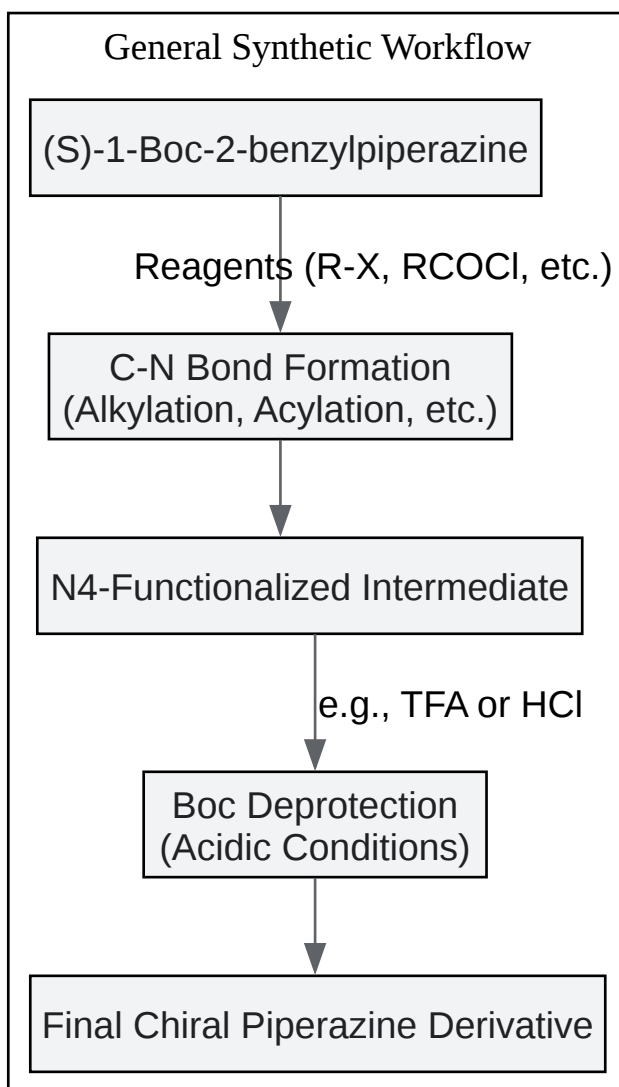 General Synthetic Workflow
(S)-1-Boc-2-benzylpiperazine
Reagents (R-X, RCOCl, etc.)
C-N Bond Formation
(Alkylation, Acylation, etc.)
N4-Functionalized Intermediate
e.g., TFA or HCl
Boc Deprotection
(Acidic Conditions)
Final Chiral Piperazine Derivative